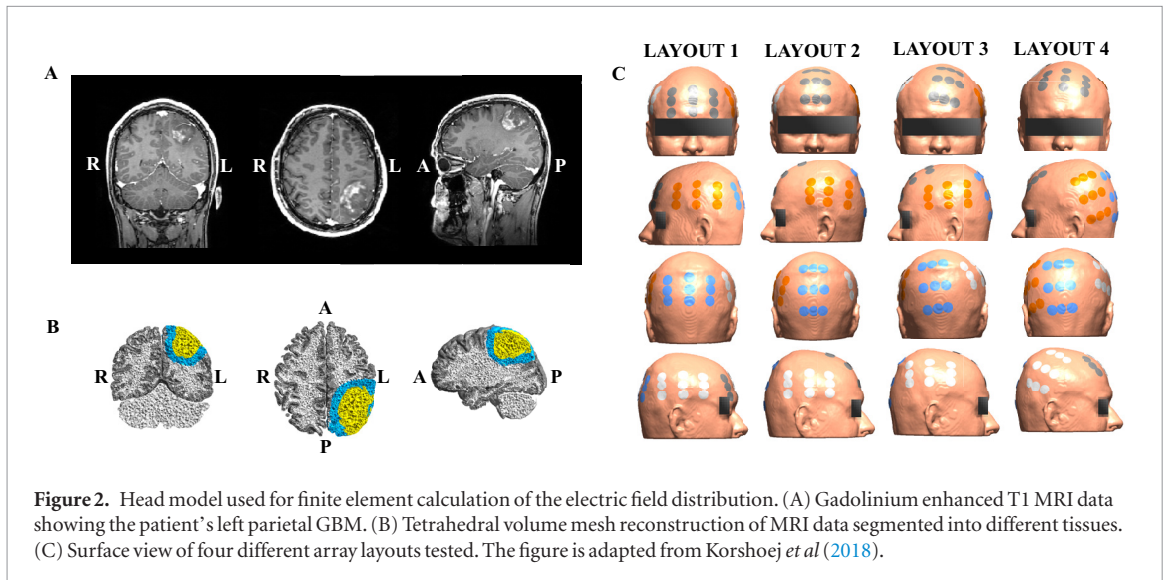 LAYOUT 1 LAYOUT 2 LAYOUT 3 LAYOUT 4
A
C
R L R L A P
B
A
R L R L A P
P
Figure 2. Head model used for finite element calculation of the electric field distribution. (A) Gadolinium enhanced T1 MRI data
showing the patient's left parietal GBM. (B) Tetrahedral volume mesh reconstruction of MRI data segmented into different tissues.
(C) Surface view of four different array layouts tested. The figure is adapted from Korshoej et al (2018).